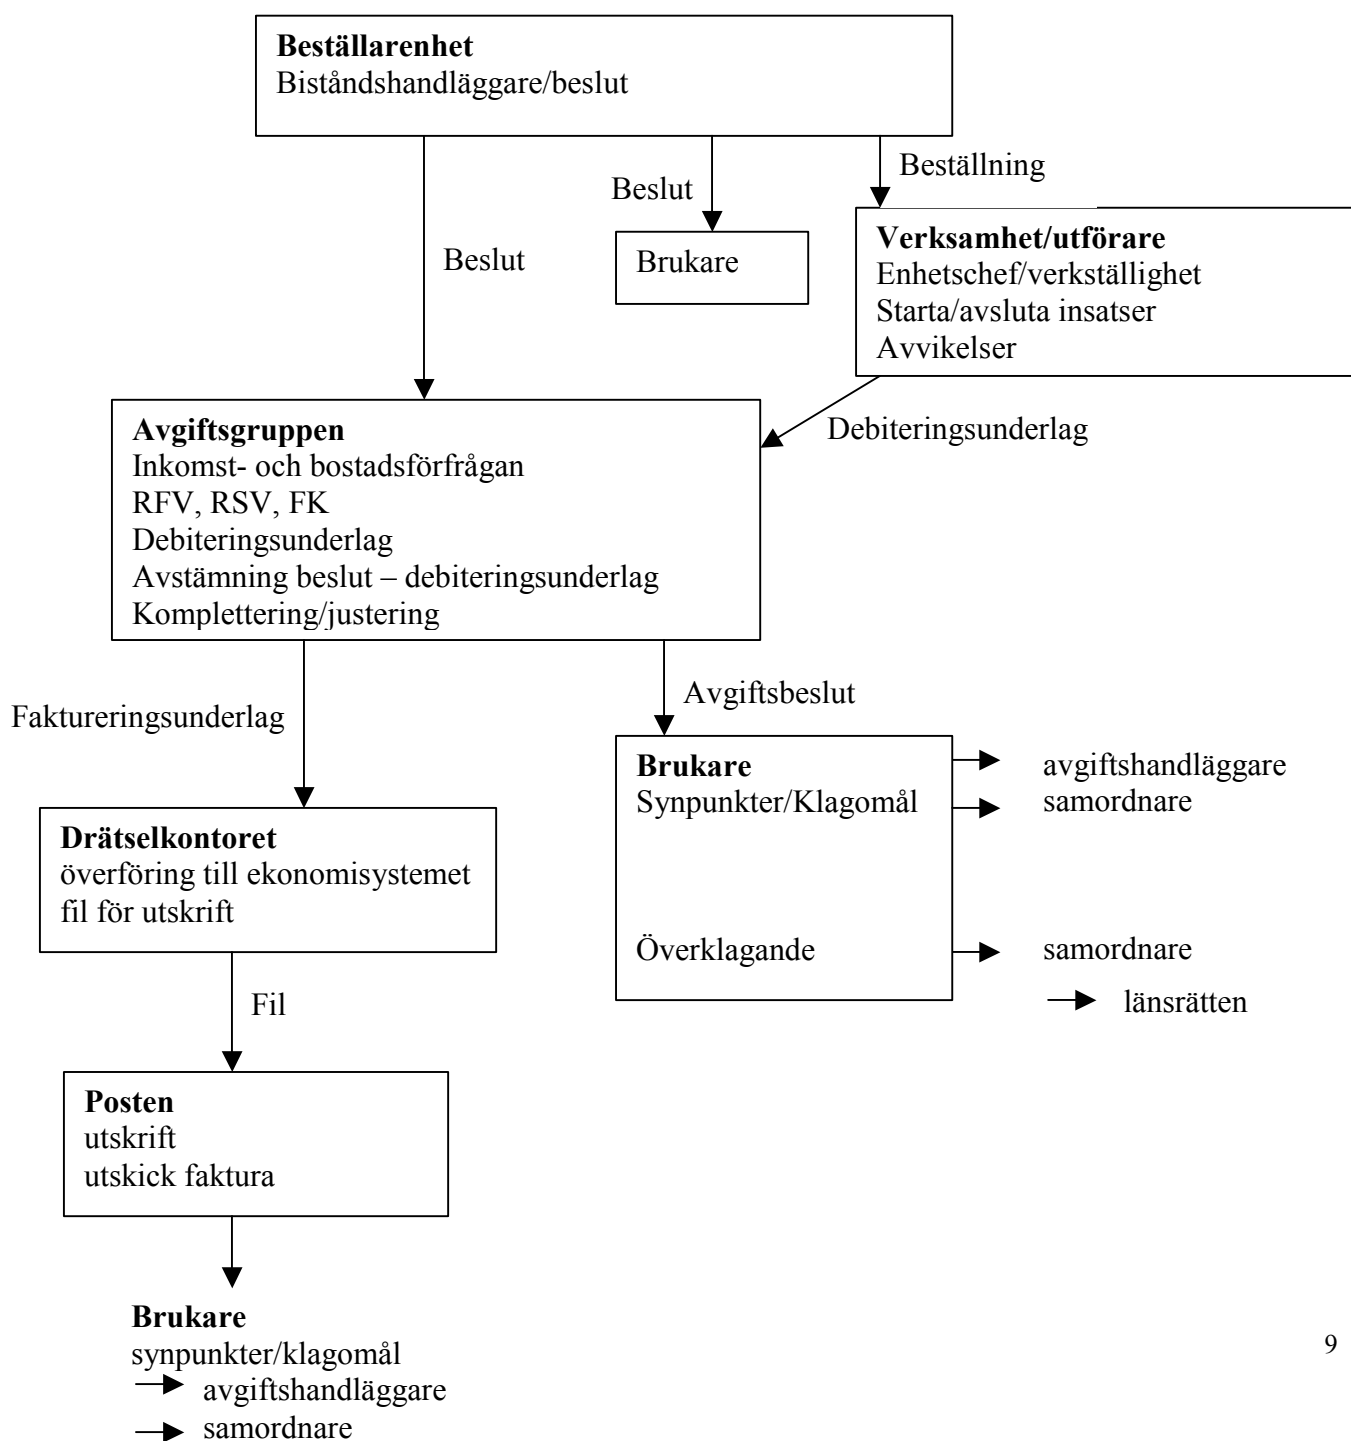 Beställarenhet
Biståndshandläggare/beslut
Beställning
Beslut
Beslut
Brukare
Verksamhet/utförare
Enhetschef/verkställighet
Starta/avsluta insatser
Avvikelser
Debiteringsunderlag
Avgiftsgruppen
Inkomst- och bostadsförfrågan
RFV, RSV, FK
Debiteringsunderlag
Avstämning beslut – debiteringsunderlag
Komplettering/justering
Avgiftsbeslut
Faktureringsunderlag
Brukare
Synpunkter/Klagomål
avgiftshandläggare
samordnare
Överklagande
samordnare
länsrätten
Drätselkontoret
överföring till ekonomisystemet
fil för utskrift
Fil
Posten
utskrift
utskick faktura
Brukare
synpunkter/klagomål
avgiftshandläggare
samordnare
9